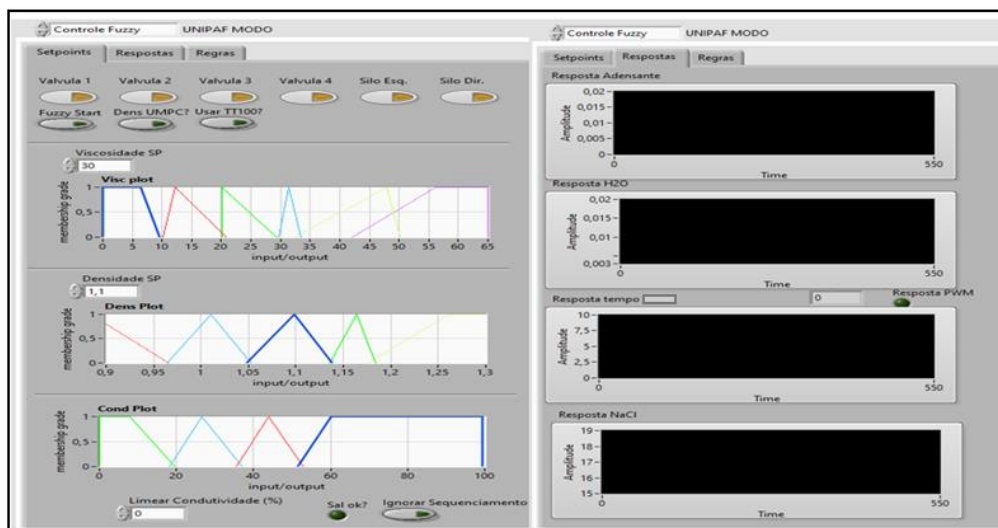 Controle Fuzzy UNIPAF MODO
Setpoints Respostas Regras
Valvula 1 Valvula 2 Valvula 3 Valvula 4 Silo Esq. Silo Dir.
Fuzzy Start Dens UMPC? Usar TT100?
Viscosidade SP
30
Visc plot
membership grade
1
0,5
0
0 5 10 15 20 25 30 35 40 45 50 55 60 65
input/output
Densidade SP
1,1
Dens Plot
membership grade
1
0,5
0
0,9 0,95 1 1,05 1,1 1,15 1,2 1,25 1,3
input/output
Cond Plot
membership grade
1
0,5
0
0 20 40 60 80 100
input/output
Limear Condutividade (%)
0
Sal ok? Ignorar Sequenciamento
Controle Fuzzy UNIPAF MODO
Setpoints Respostas Regras
Resposta Adensante
Amplitude
0,02
0,015
0,01
0,005
0
0 550
Time
Resposta H2O
Amplitude
0,02
0,015
0,01
0,003
0 550
Time
Resposta tempo 0 Resposta PWM
Amplitude
10
7,5
5
2,5
0
0 550
Time
Resposta NaCl
Amplitude
19
18
17
16
15
0 550
Time